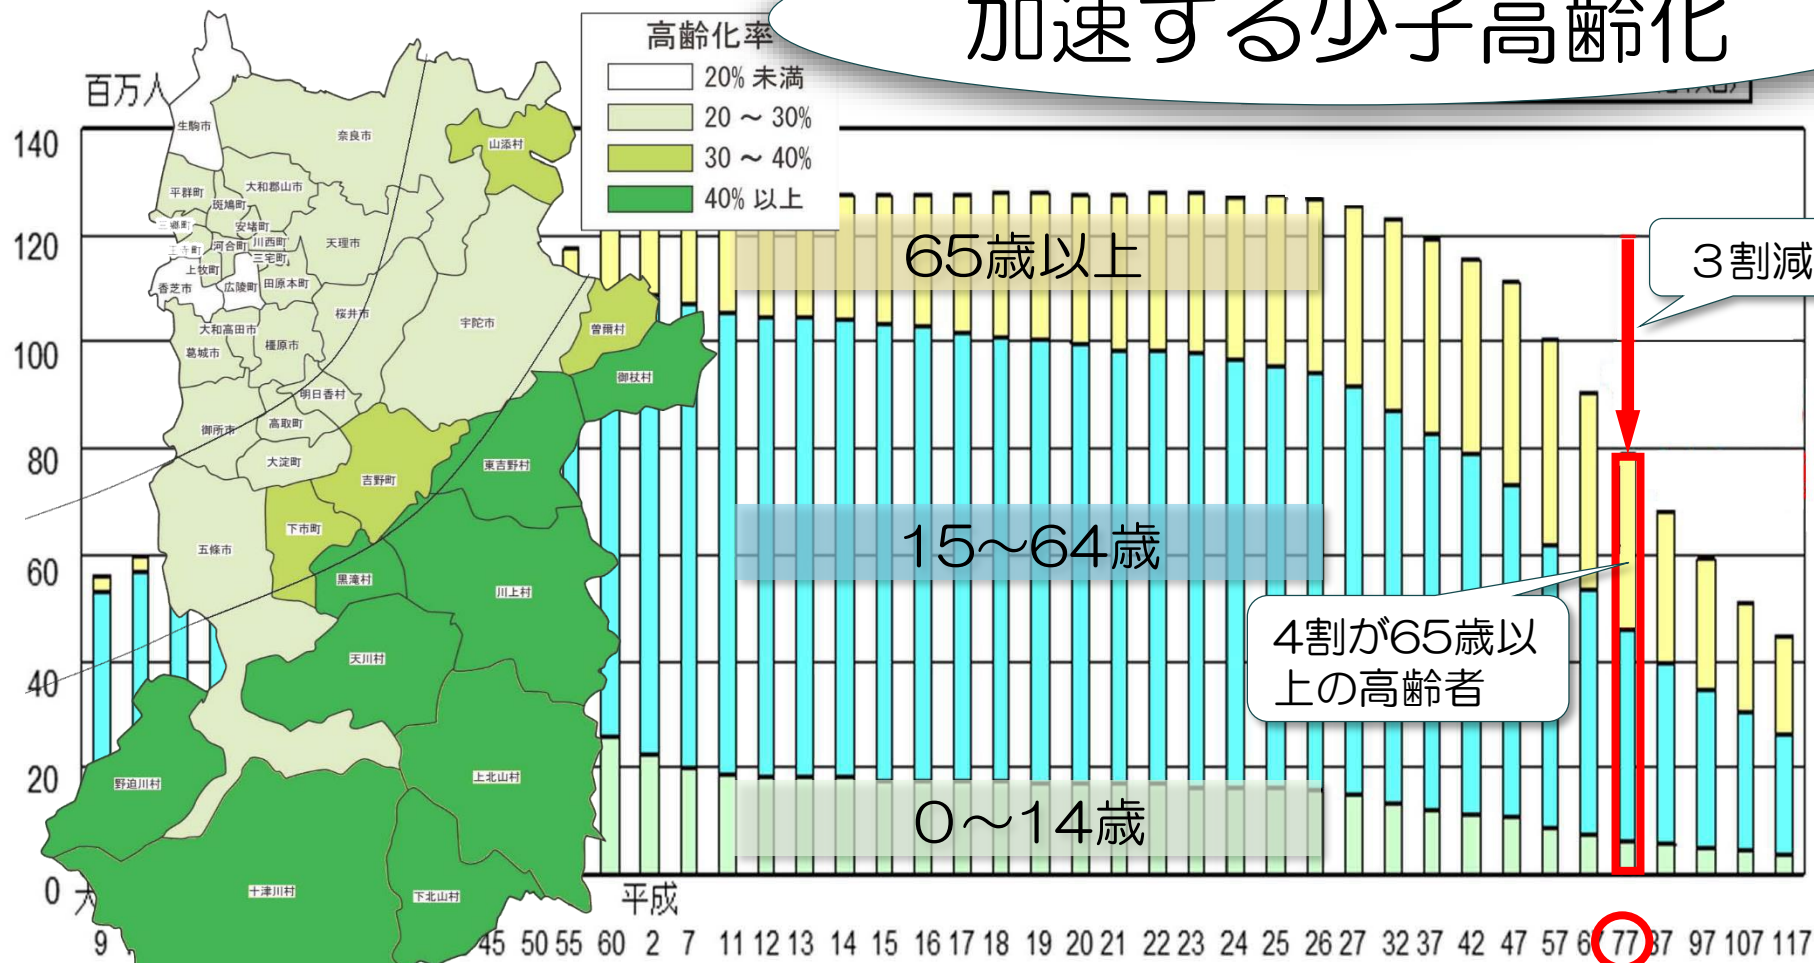 加速する少子高齢化
高齢化率
20% 未満
20 ～ 30%
30 ～ 40%
40% 以上
百万人
140
120
100
80
60
40
20
0
65歳以上
15～64歳
0～14歳
3割減
4割が65歳以
上の高齢者
生駒市
奈良市
山添村
平群町
大和郡山市
斑鳩町
三郷町
安堵町
王寺町
河合町
川西町
天理市
三宅町
上牧町
香芝市
広陵町
田原本町
桜井市
宇陀市
曽爾村
大和高田市
葛城市
橿原市
御杖村
明日香村
高取町
御所市
大淀町
東吉野村
吉野町
下市町
五條市
黒滝村
川上村
天川村
野迫川村
上北山村
十津川村
下北山村
平成
9 45 50 55 60 2 7 11 12 13 14 15 16 17 18 19 20 21 22 23 24 25 26 27 32 37 42 47 57 67 77 87 97 107 117